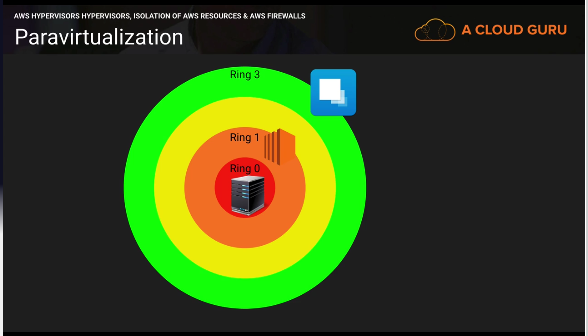 AWS HYPERVISORS HYPERVISORS, ISOLATION OF AWS RESOURCES & AWS FIREWALLS
Paravirtualization
A CLOUD GURU
Ring 3
Ring 1
Ring 0